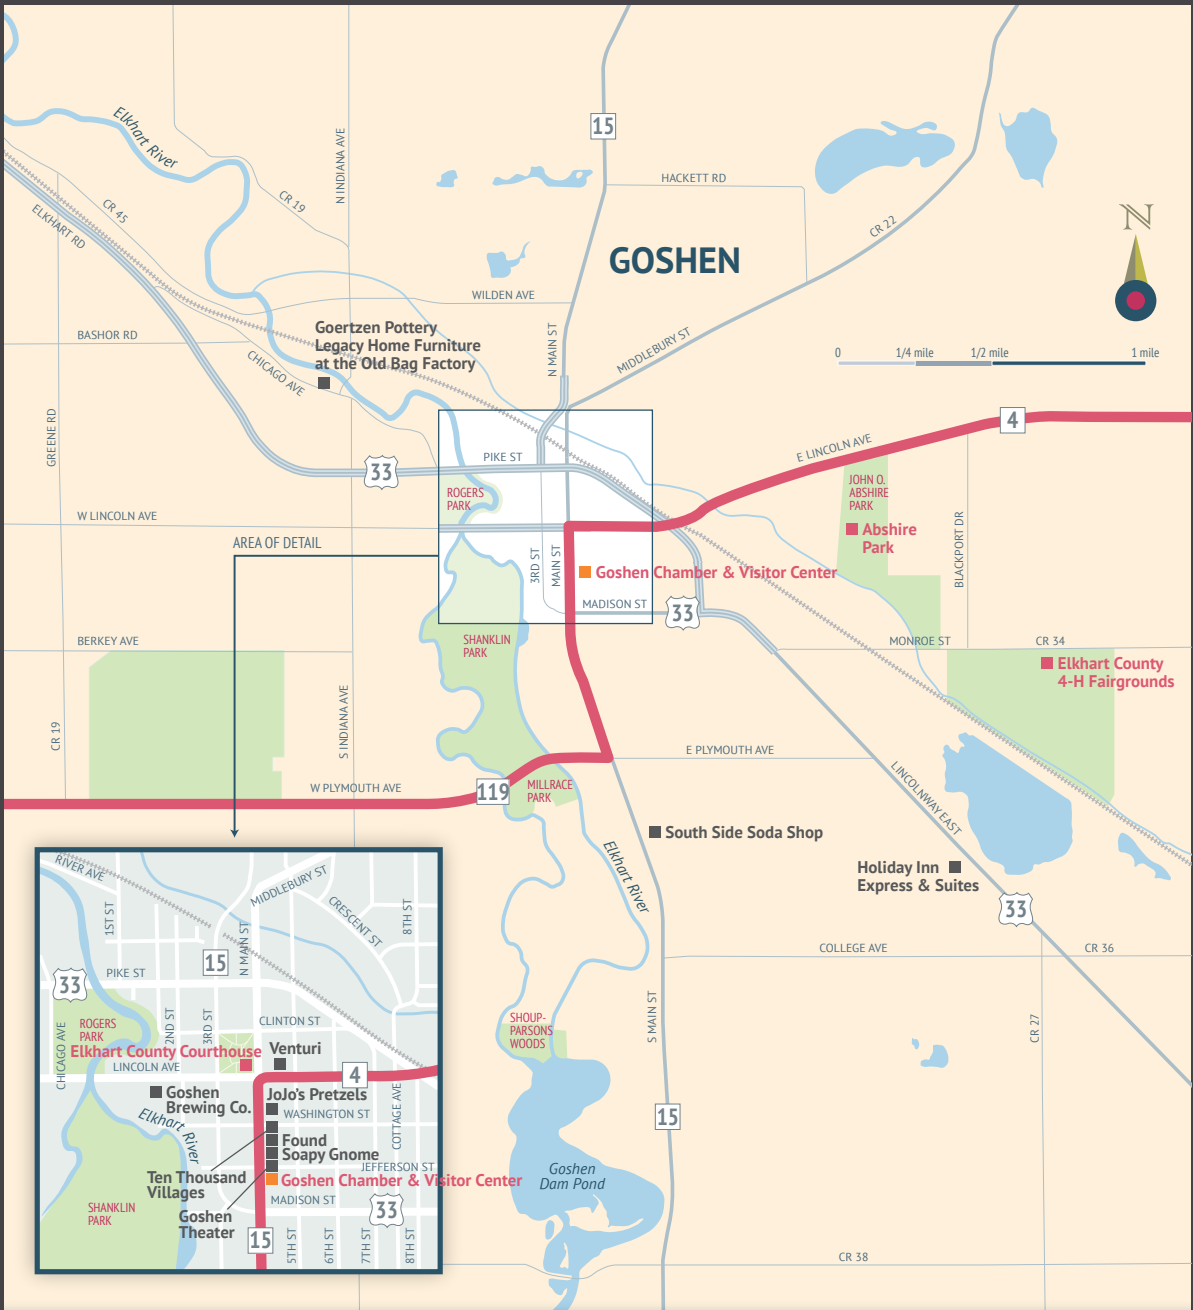 Elkhart River
15
N INDIANA AVE
HACKETT RD
CR 19
CR 45
ELKHART RD
CR 22
N
GOSHEN
WILDEN AVE
Goertzen Pottery
Legacy Home Furniture
at the Old Bag Factory
BASHOR RD
CHICAGO AVE
N MAIN ST
MIDDLEBURY ST
0
1/4 mile
1/2 mile
1 mile
GREENE RD
4
E LINCOLN AVE
33
PIKE ST
ROGERS
PARK
JOHN O.
ABSHIRE
PARK
W LINCOLN AVE
Abshire
Park
BLACKPORT DR
AREA OF DETAIL
3RD ST
MAIN ST
Goshen Chamber & Visitor Center
MADISON ST
33
BERKEY AVE
SHANKLIN
PARK
MONROE ST
CR 34
Elkhart County
4-H Fairgrounds
CR 19
S INDIANA AVE
E PLYMOUTH AVE
W PLYMOUTH AVE
119
MILLRACE
PARK
LINCOLNWAY EAST
South Side Soda Shop
Elkhart River
Holiday Inn
Express & Suites
33
COLLEGE AVE
CR 36
SHOUP-
PARSONS
WOODS
S MAIN ST
CR 27
15
Goshen
Dam Pond
CR 38
RIVER AVE
MIDDLEBURY ST
1ST ST
CRESCENT ST
8TH ST
N MAIN ST
15
33
PIKE ST
ROGERS
PARK
2ND ST
3RD ST
CLINTON ST
CHICAGO AVE
Elkhart County Courthouse
Venturi
LINCOLN AVE
4
Goshen
Brewing Co.
JoJo's Pretzels
WASHINGTON ST
COTTAGE AVE
Elkhart River
Found
Soapy Gnome
JEFFERSON ST
Ten Thousand
Villages
Goshen Chamber & Visitor Center
MADISON ST
SHANKLIN
PARK
Goshen
Theater
33
15
5TH ST
6TH ST
7TH ST
8TH ST